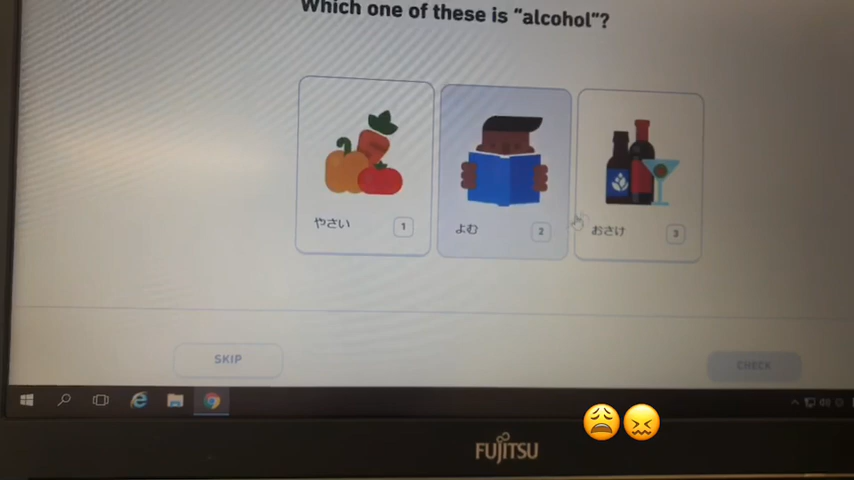 Which one of these is “alcohol”?
やさい 1
よむ 2
おさけ 3
SKIP
CHECK
FUJITSU